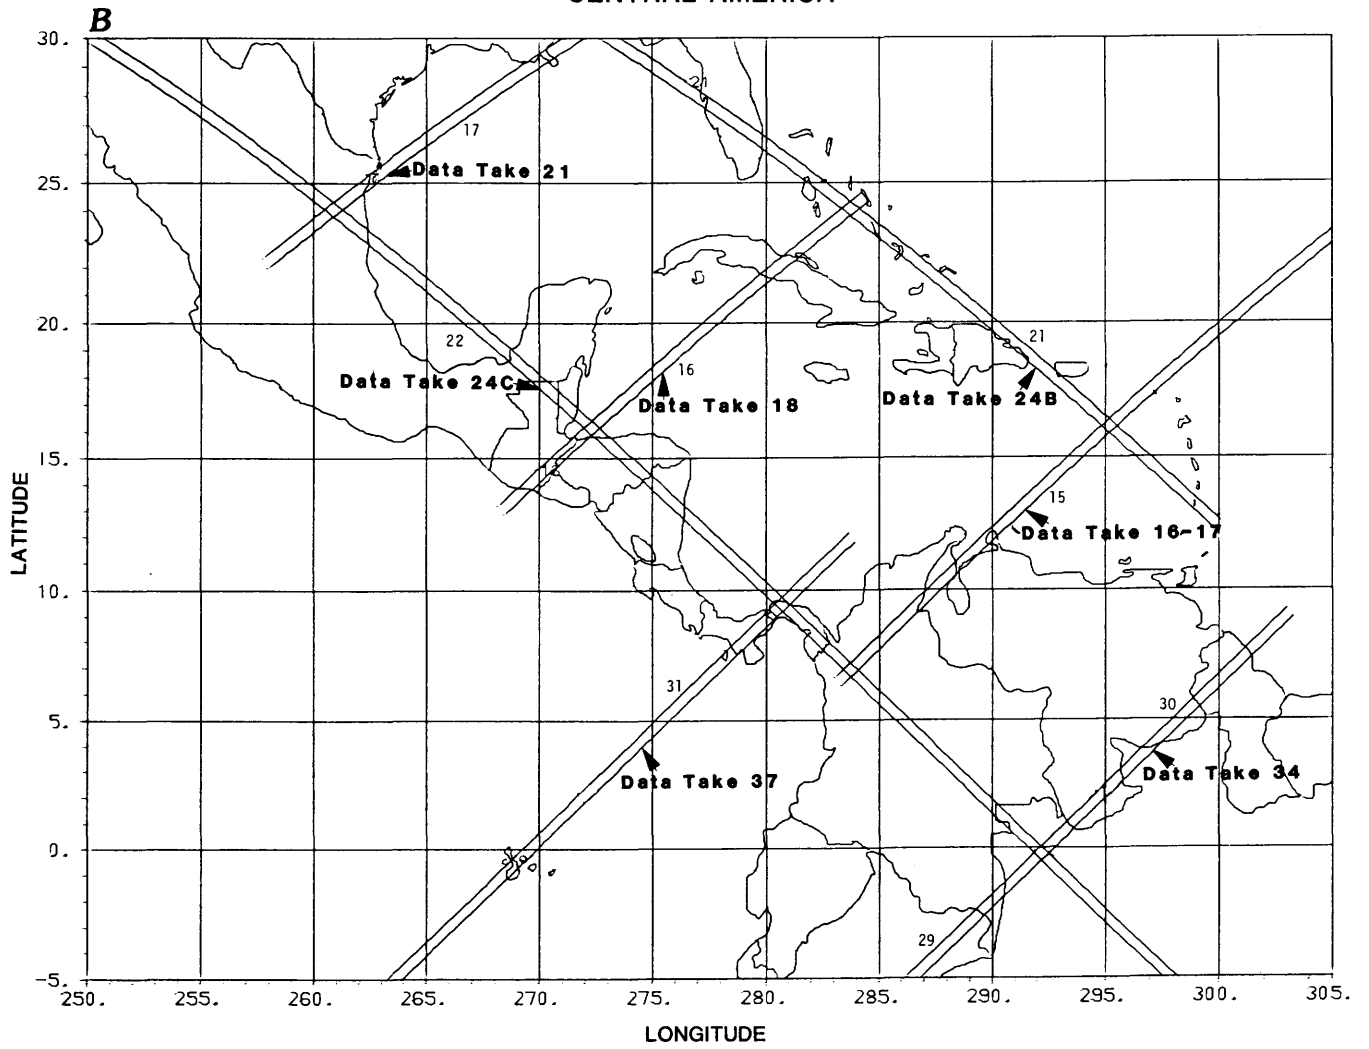 CENTRAL AMERICA
B
30.
21
17
Data Take 21
25.
20.
22
21
16
Data Take 24C
Data Take 18
Data Take 24B
15.
15
Data Take 16-17
10.
31
30
5.
Data Take 34
Data Take 37
0.
29
-5.
250. 255. 260. 265. 270. 275. 280. 285. 290. 295. 300. 305.
LATITUDE
LONGITUDE